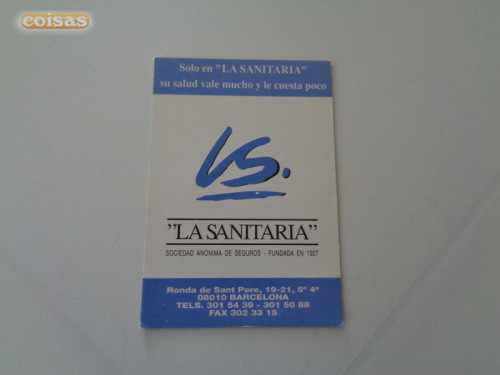 coisas
Sólo en "LA SANITARIA"
su salud vale mucho y le cuesta poco
LS.
"LA SANITARIA"
SOCIEDAD ANÓNIMA DE SEGUROS - FUNDADA EN 1927
Ronda de Sant Pere, 19-21, 5º 4ª
08010 BARCELONA
TELS. 301 54 39 - 301 50 88
FAX 302 33 15